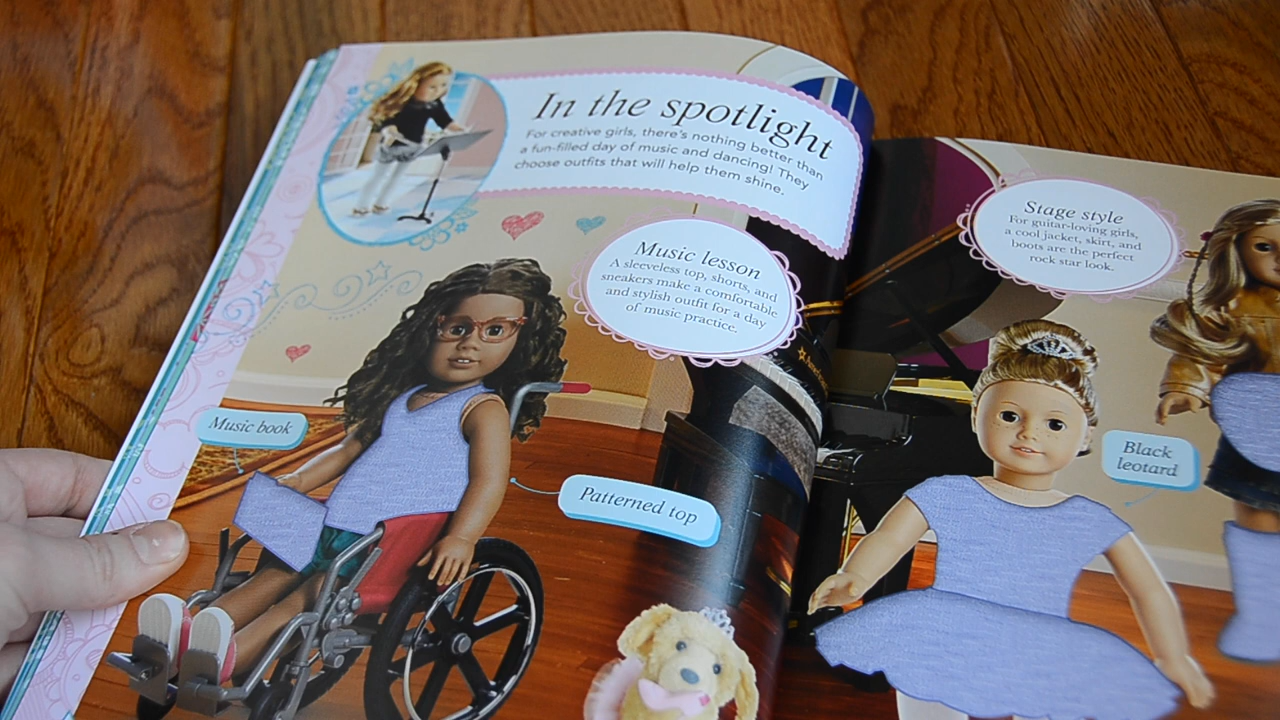 In the spotlight
For creative girls, there's nothing better than
a fun-filled day of music and dancing! They
choose outfits that will help them shine.
Music lesson
A sleeveless top, shorts, and
sneakers make a comfortable
and stylish outfit for a day
of music practice.
Music book
Patterned top
Stage style
For guitar-loving girls,
a cool jacket, skirt, and
boots are the perfect
rock star look.
Black
leotard